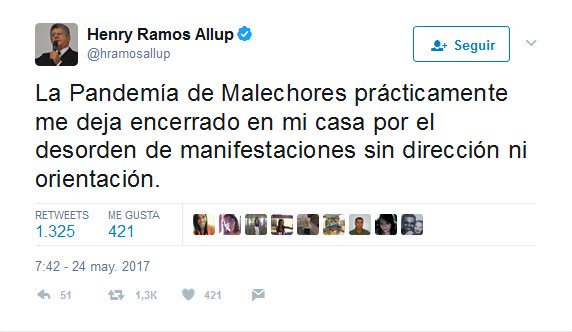 Henry Ramos Allup
@hramosallup
Seguir
La Pandemía de Malechores prácticamente
me deja encerrado en mi casa por el
desorden de manifestaciones sin dirección ni
orientación.
RETWEETS ME GUSTA
1.325 421
7:42 - 24 may. 2017
51 1,3K 421